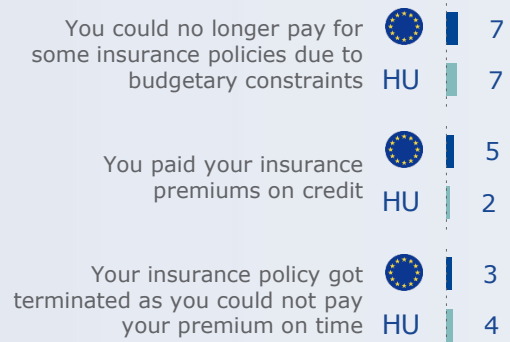 You could no longer pay for
some insurance policies due to
budgetary constraints
7
HU 7
You paid your insurance
premiums on credit
5
HU 2
Your insurance policy got
terminated as you could not pay
your premium on time
3
HU 4